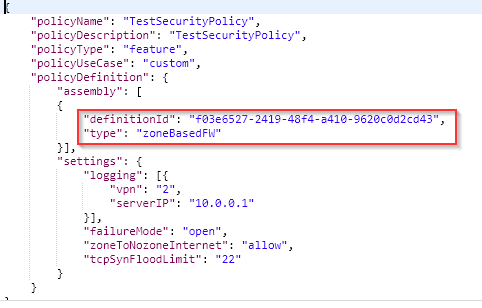 {
"policyName": "TestSecurityPolicy",
"policyDescription": "TestSecurityPolicy",
"policyType": "feature",
"policyUseCase": "custom",
"policyDefinition": {
"assembly": [
{
"definitionId": "f03e6527-2419-48f4-a410-9620c0d2cd43",
"type": "zoneBasedFW"
}],
"settings": {
"logging": [{
"vpn": "2",
"serverIP": "10.0.0.1"
}],
"failureMode": "open",
"zoneToNozoneInternet": "allow",
"tcpSynFloodLimit": "22"
}
}
}